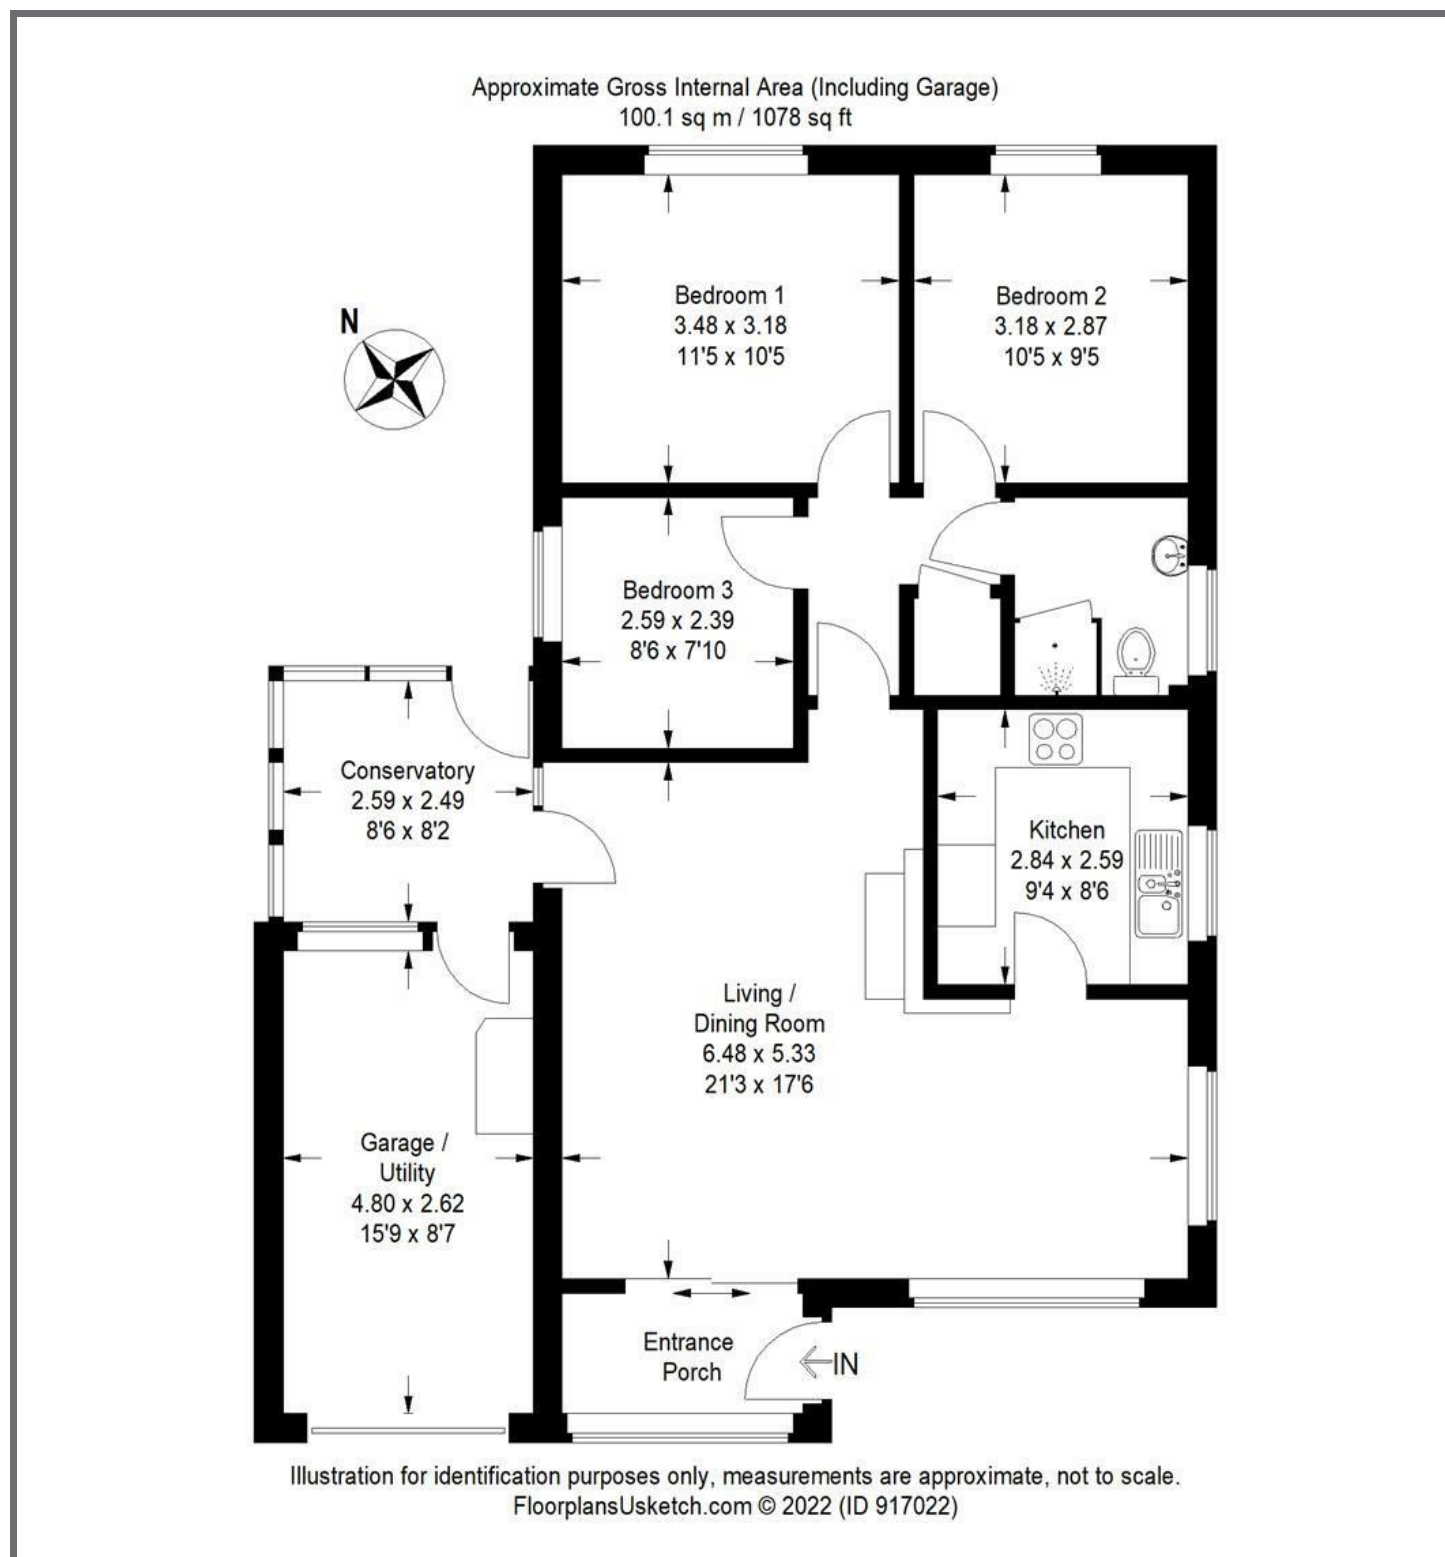 Approximate Gross Internal Area (Including Garage)
100.1 sq m / 1078 sq ft
Bedroom 1
3.48 x 3.18
11'5 x 10'5
Bedroom 2
3.18 x 2.87
10'5 x 9'5
N
Bedroom 3
2.59 x 2.39
8'6 x 7'10
Conservatory
2.59 x 2.49
8'6 x 8'2
Kitchen
2.84 x 2.59
9'4 x 8'6
Living /
Dining Room
6.48 x 5.33
21'3 x 17'6
Garage /
Utility
4.80 x 2.62
15'9 x 8'7
Entrance
Porch
IN
Illustration for identification purposes only, measurements are approximate, not to scale.
FloorplansUsketch.com © 2022 (ID 917022)